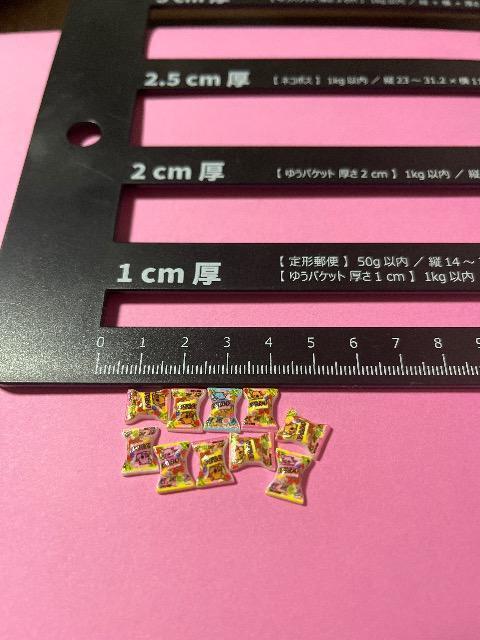 2.5 cm 厚
【 ネコポス 】 1kg 以内 ／ 縦 23 ～ 31.2 × 横 1
2 cm 厚
【 ゆうパケット 厚さ 2 cm 】 1kg 以内 ／ 縦
1 cm 厚
【 定形郵便 】 50g 以内 ／ 縦 14 ～
【 ゆうパケット 厚さ 1 cm 】 1kg 以内
0 1 2 3 4 5 6 7 8 9